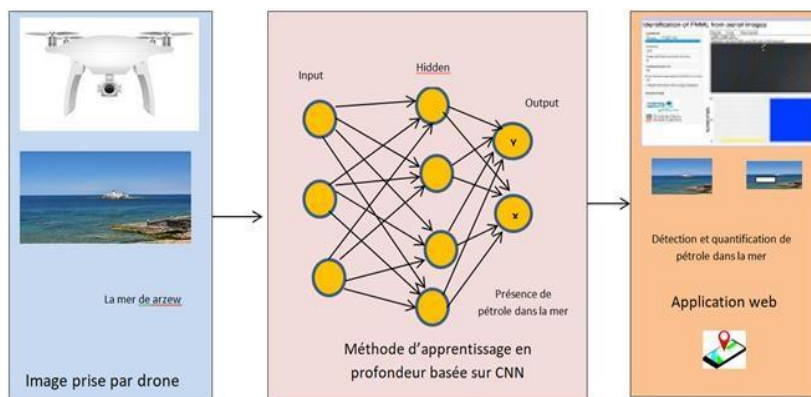 La mer de arzew
Image prise par drone
Input
Hidden
Output
Y
X
Présence de
pétrole dans la mer
Méthode d'apprentissage en
profondeur basée sur CNN
Identification of FMML from aerial images
Détection et quantification de
pétrole dans la mer
Application web